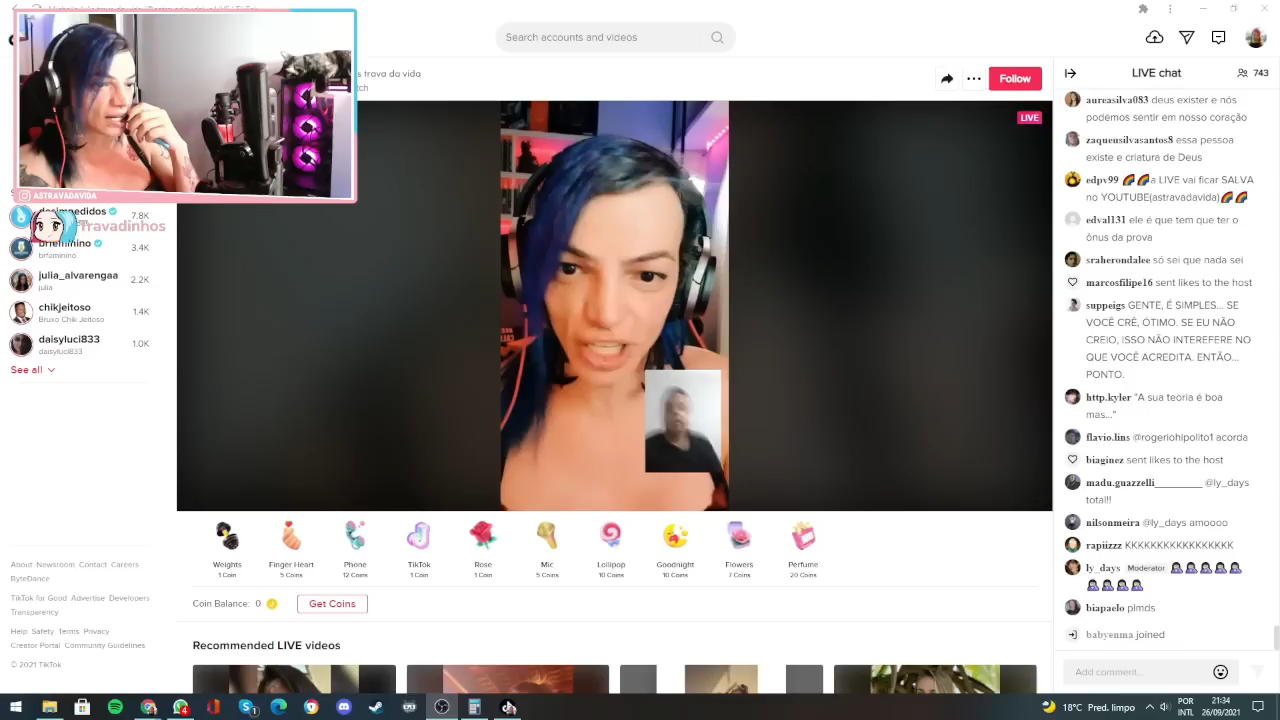 Search accounts and videos
s trava da vida
tch
Follow
LIVE chat
743
LIVE
ASTRAVADAVIDA
Travadinhos
desimpedidos
7.8K
brfeminino
3.4K
brfeminino
julia_alvarengaa
2.2K
julia
chikjeitoso
1.4K
Bruxo Chik Jeitoso
daisyluci833
1.0K
daisyluci833
See all
About Newsroom Contact Careers
ByteDance
TikTok for Good Advertise Developers
Transparency
Help Safety Terms Privacy
Creator Portal Community Guidelines
© 2021 TikTok
Weights
1 Coin
Finger Heart
5 Coins
Phone
12 Coins
TikTok
1 Coin
Rose
1 Coin
Mic
5 Coins
Lollipop
10 Coins
Goodnight
10 Coins
Flowers
7 Coins
Perfume
20 Coins
Coin Balance: 0
Get Coins
Recommended LIVE videos
aureasilva083 deus exister e nós
podemos sentir em nosso coração
zaqueusilvasantos8 essa pessoa
existe e criatura de Deus
edpv99 🌈🌈a LIVE vai ficar SALVA
no YOUTUBE(astravadavida)🌈🌈
edval131 ele é que tem que ter o
ônus da prova
sraherondalee só sei que nada sei
marcosfilipe16 sent likes to the host
suppeigs GENTE, É SIMPLES... SE
VOCÊ CRÊ, ÓTIMO. SE EU NÃO
CREIO, ISSO NÃO INTEREFERE NO
QUE VOCÊ ACREDITA. ENTÃO...
PONTO.
http.kyler "A sua teoria é boa
mas..."
flavio.lins @rogeriohipolito1 acorda
biaginez sent likes to the host
madu.guazzelli_________ @ly_days
total!!
nilsonmeira @ly_days amoooo
rapiizzz KKKKKKKKKKKKKKKKK
ly_days Moderator
biapaelo plmds
babyenma joined
Add comment...
4
1
18°C Pred. limpo
POR
INTL
21:34
26/09/2021